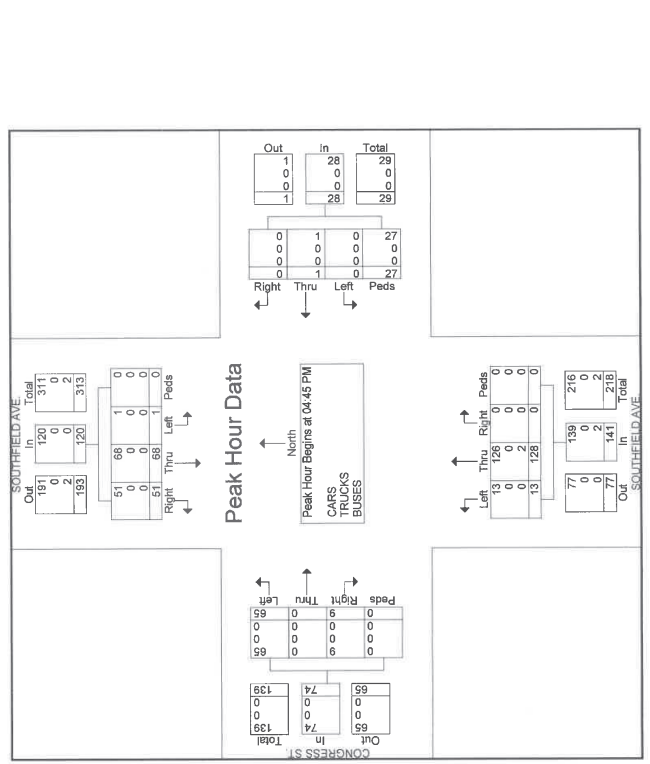 Out In Total
1 28 29
0 0 0
0 0 0
1 28 29
0 1 0 27
0 0 0 0
0 0 0 0
0 1 0 27
Right Thru Left Peds
SOUTHFIELD AVE.
Out In Total
191 120 311
0 0 0
2 0 2
193 120 313
51 68 1 0
0 0 0 0
0 0 0 0
51 68 1 0
Right Thru Left Peds
Peak Hour Data
North
Peak Hour Begins at 04:45 PM
CARS
TRUCKS
BUSES
Left Thru Right Peds
13 126 0 0
0 0 0 0
0 2 0 0
13 128 0 0
77 139 216
0 0 0
0 2 2
77 141 218
Out In Total
SOUTHFIELD AVE.
Left Thru Right Peds
65 0 9 0
0 0 0 0
0 0 0 0
65 0 9 0
139 74 65
0 0 0
0 0 0
139 74 65
Total In Out
CONGRESS ST.